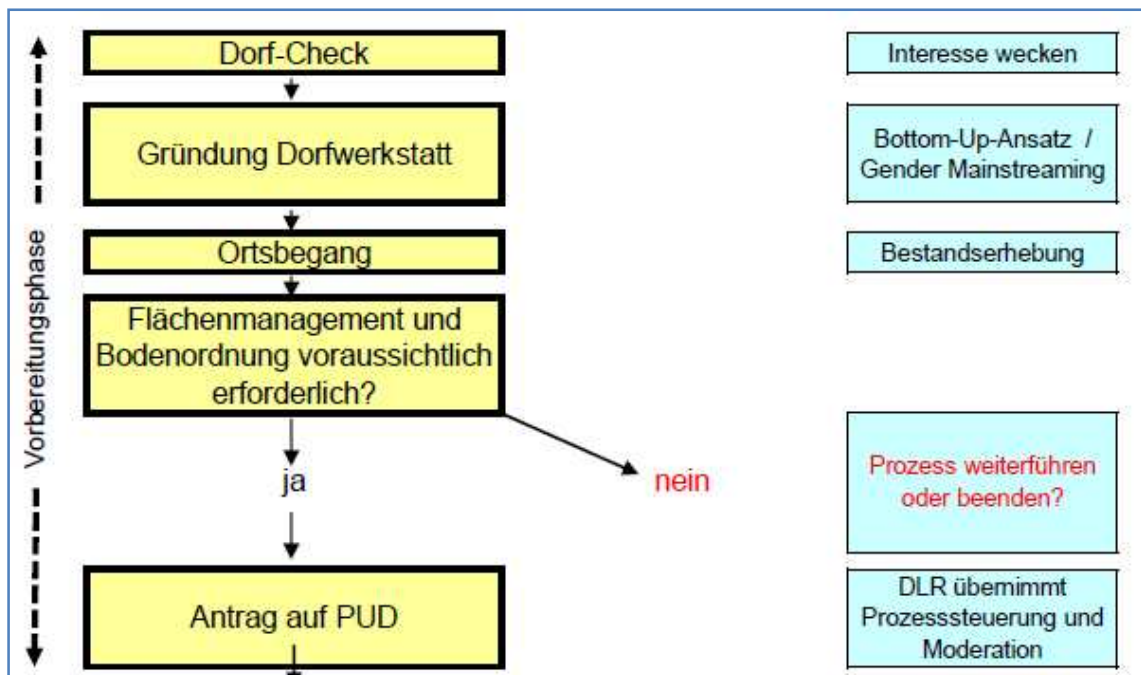 Dorf-Check
Interesse wecken
Gründung Dorfwerkstatt
Bottom-Up-Ansatz /
Gender Mainstreaming
Ortsbegang
Bestandserhebung
Vorbereitungsphase
Flächenmanagement und
Bodenordnung voraussichtlich
erforderlich?
ja
nein
Prozess weiterführen
oder beenden?
Antrag auf PUD
DLR übernimmt
Prozesssteuerung und
Moderation